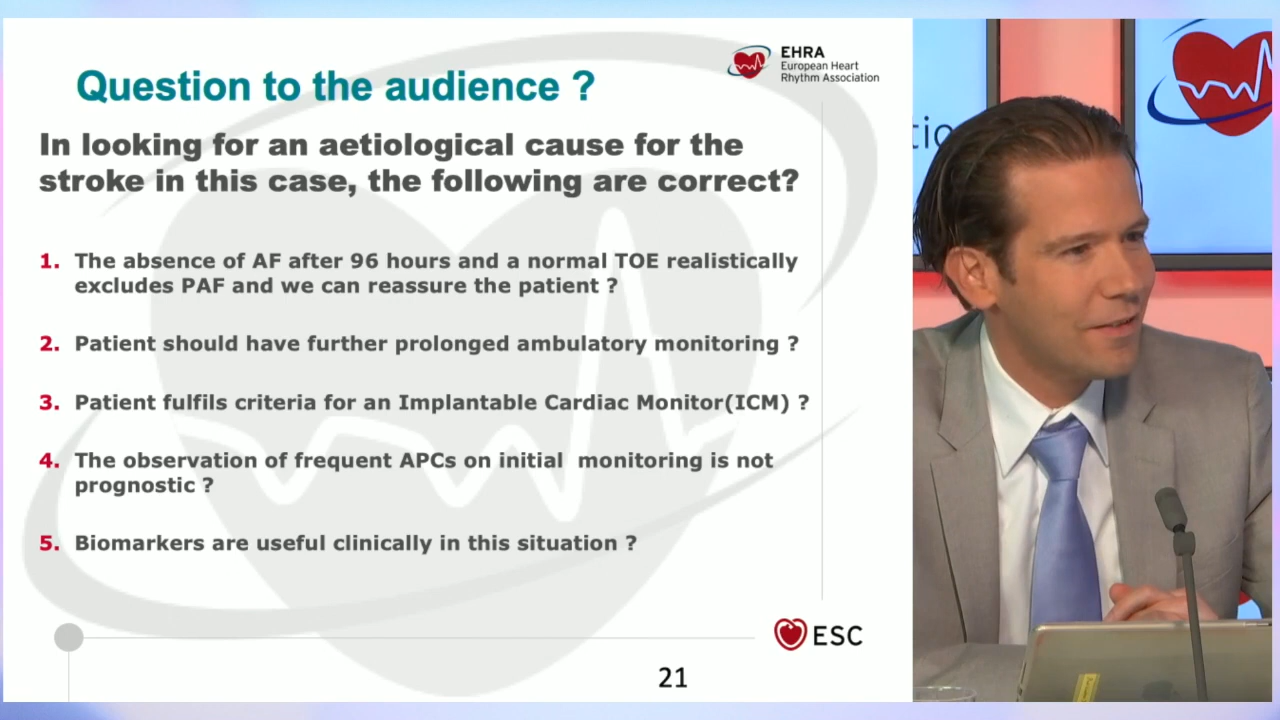 EHRA
European Heart
Rhythm Association
Question to the audience ?
In looking for an aetiological cause for the
stroke in this case, the following are correct?
1. The absence of AF after 96 hours and a normal TOE realistically
excludes PAF and we can reassure the patient ?
2. Patient should have further prolonged ambulatory monitoring ?
3. Patient fulfils criteria for an Implantable Cardiac Monitor(ICM) ?
4. The observation of frequent APCs on initial monitoring is not
prognostic ?
5. Biomarkers are useful clinically in this situation ?
ESC
21